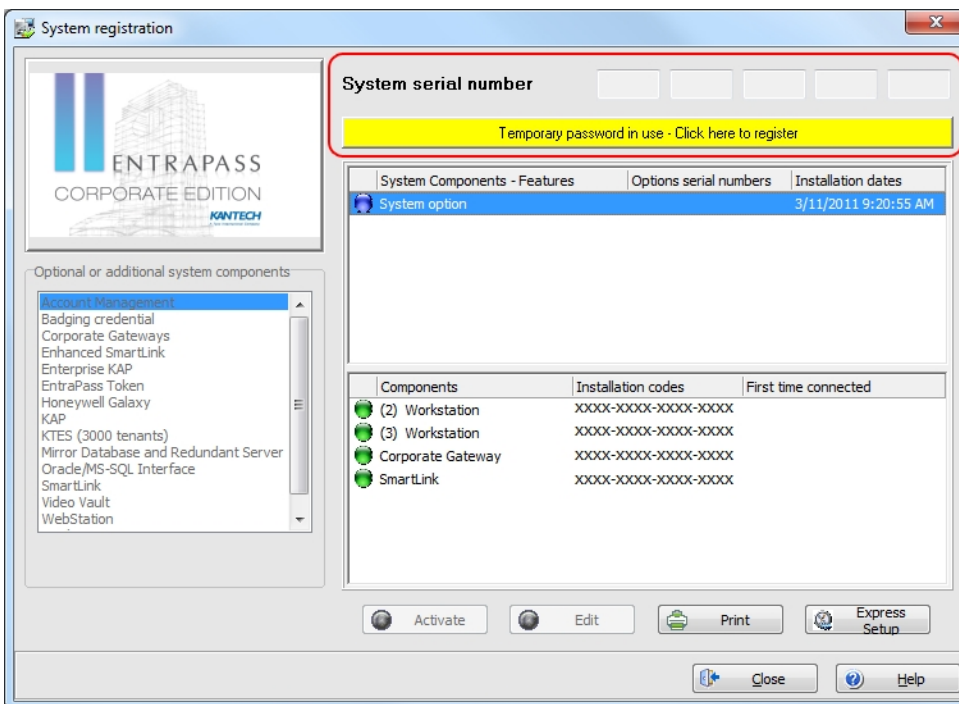 System registration
System serial number
Temporary password in use - Click here to register
ENTRAPASS
CORPORATE EDITION
KANTECH
System Components - Features Options serial numbers Installation dates
System option 3/11/2011 9:20:55 AM
Optional or additional system components
Account Management
Badging credential
Corporate Gateways
Enhanced SmartLink
Enterprise KAP
EntraPass Token
Honeywell Galaxy
KAP
KTES (3000 tenants)
Mirror Database and Redundant Server
Oracle/MS-SQL Interface
SmartLink
Video Vault
WebStation
Components Installation codes First time connected
(2) Workstation XXXX-XXXX-XXXX-XXXX
(3) Workstation XXXX-XXXX-XXXX-XXXX
Corporate Gateway XXXX-XXXX-XXXX-XXXX
SmartLink XXXX-XXXX-XXXX-XXXX
Activate Edit Print Express Setup
Close Help